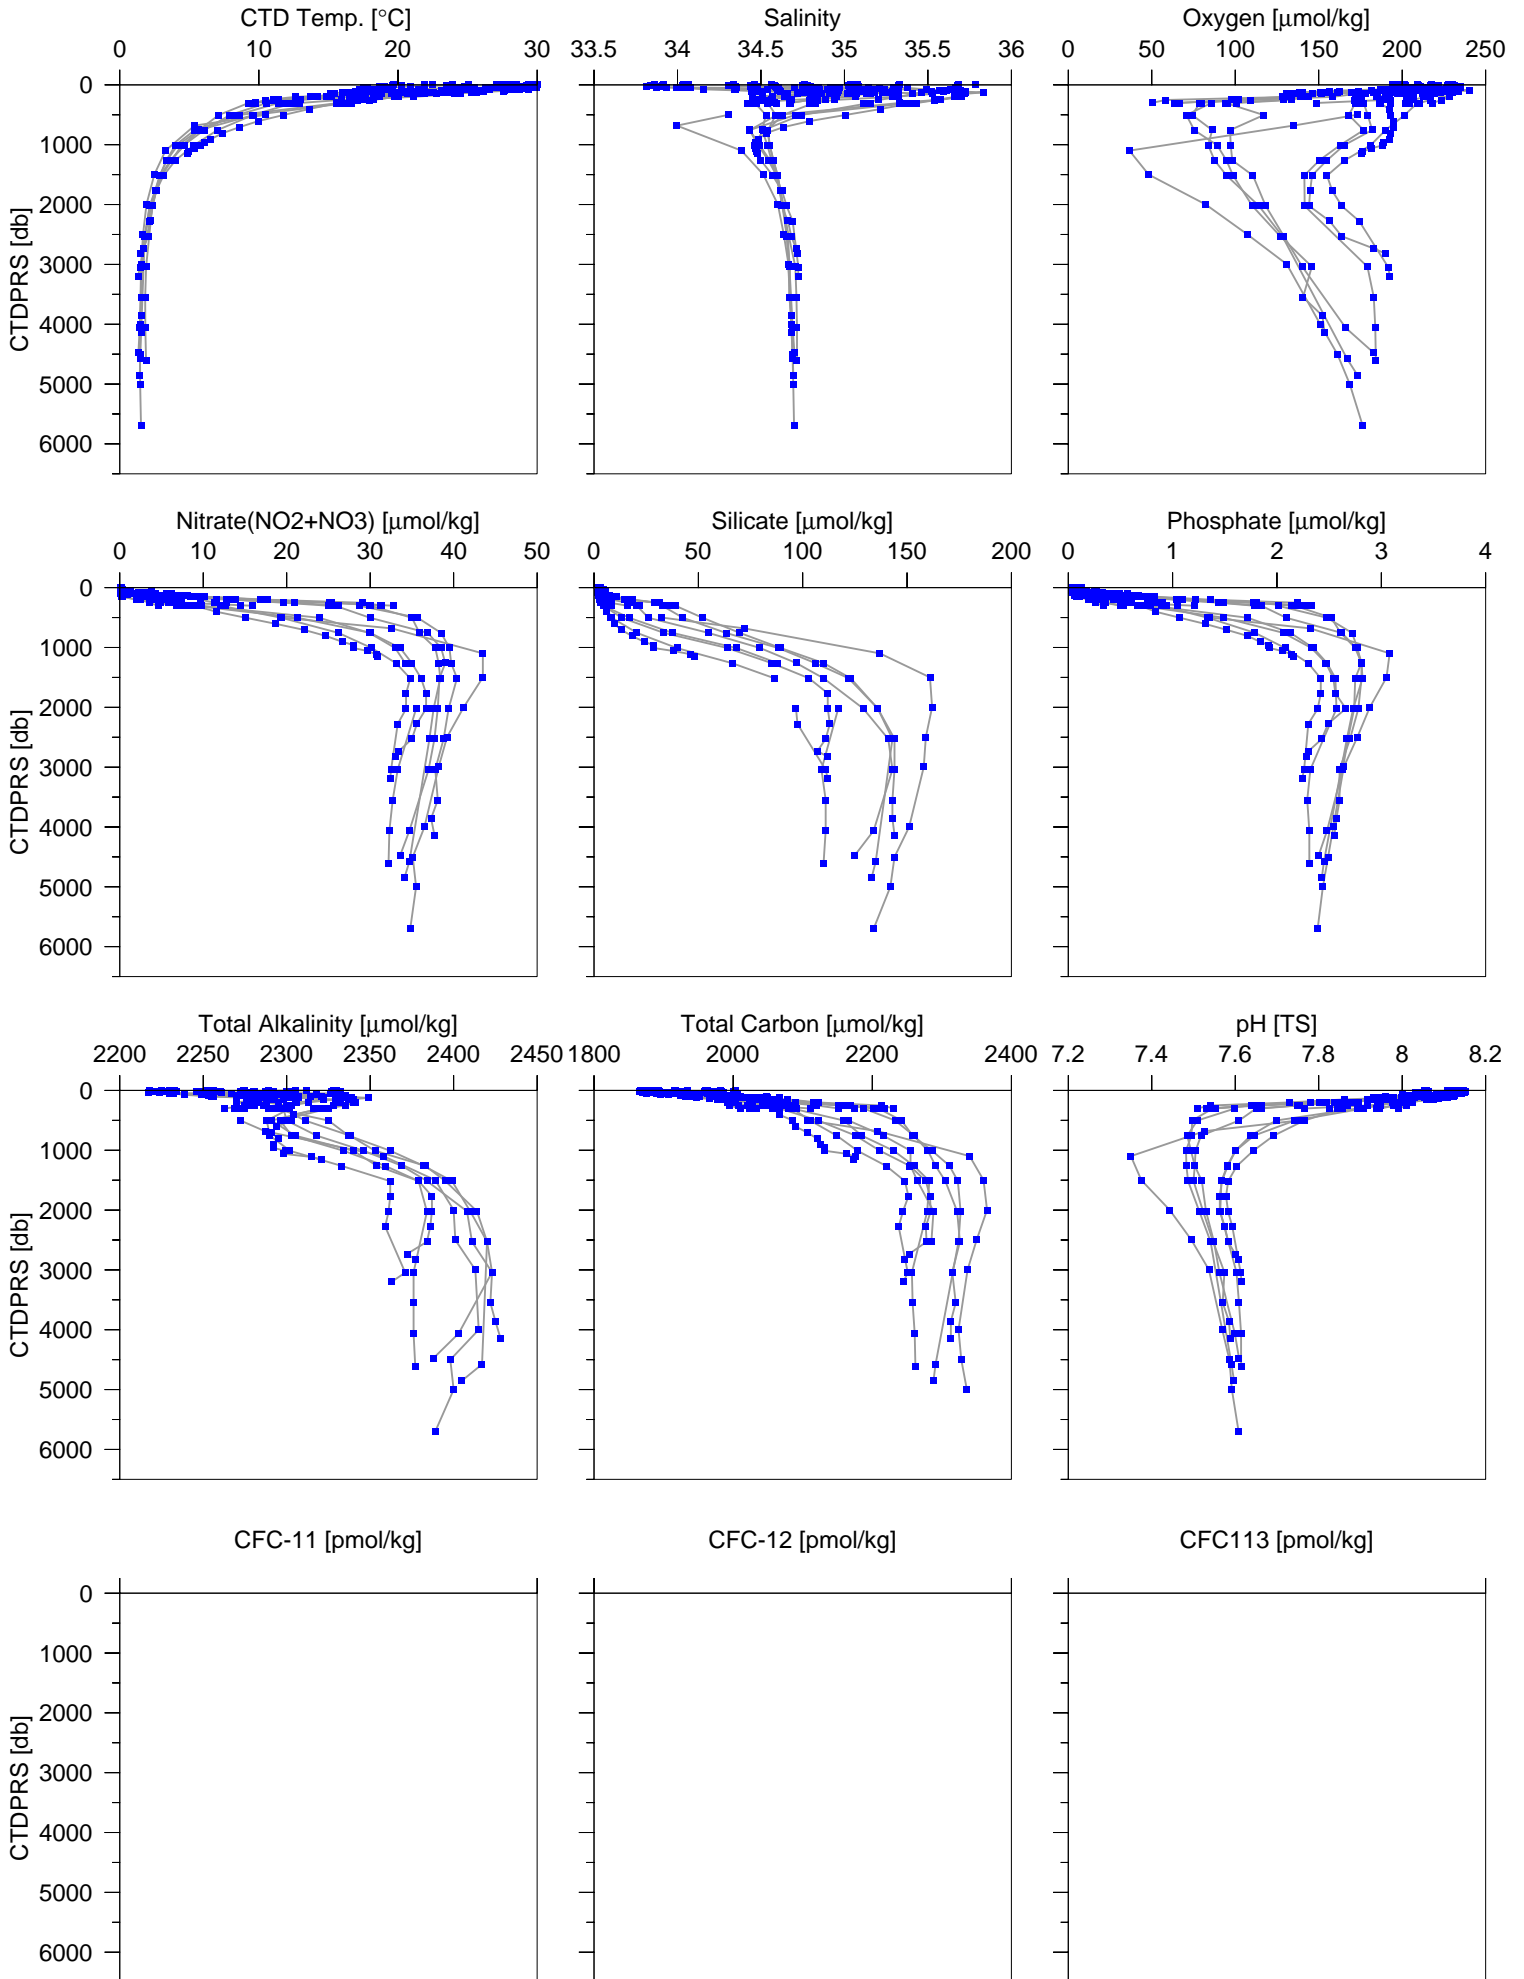 CTD Temp. [°C] Salinity Oxygen [μmol/kg]
0 10 20 30 33.5 34 34.5 35 35.5 36 0 50 100 150 200 250
0
1000
2000
3000
4000
5000
6000
CTDPRS [db]
Nitrate(NO2+NO3) [μmol/kg] Silicate [μmol/kg] Phosphate [μmol/kg]
0 10 20 30 40 50 0 50 100 150 200 0 1 2 3 4
0
1000
2000
3000
4000
5000
6000
CTDPRS [db]
Total Alkalinity [μmol/kg] Total Carbon [μmol/kg] pH [TS]
2200 2250 2300 2350 2400 2450 1800 2000 2200 2400 7.2 7.4 7.6 7.8 8 8.2
0
1000
2000
3000
4000
5000
6000
CTDPRS [db]
CFC-11 [pmol/kg] CFC-12 [pmol/kg] CFC113 [pmol/kg]
0
1000
2000
3000
4000
5000
6000
CTDPRS [db]